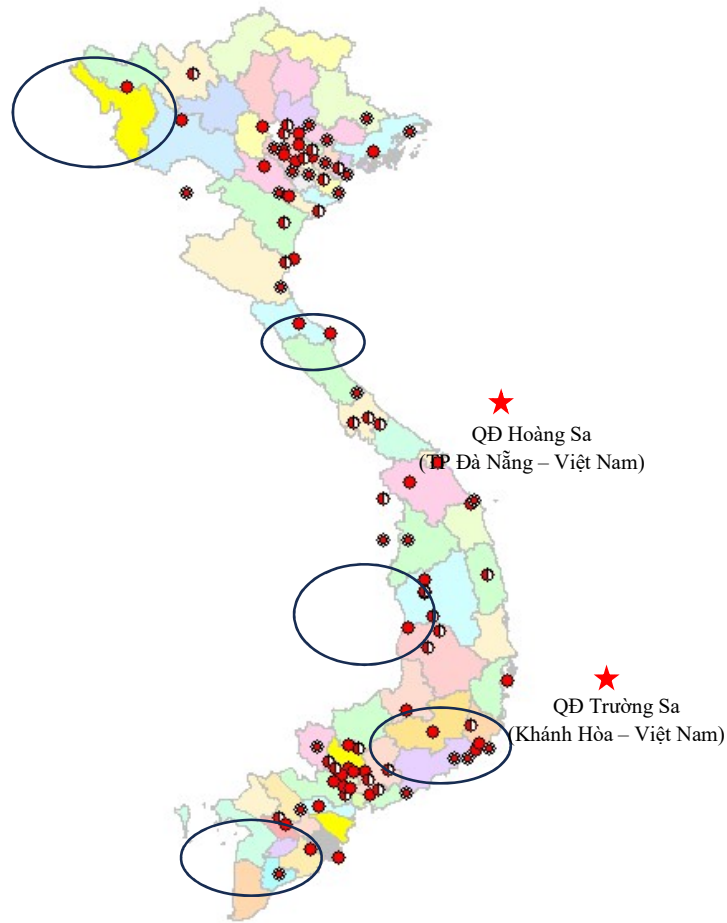 QĐ Hoàng Sa
(TP Đà Nẵng – Việt Nam)
QĐ Trường Sa
(Khánh Hòa – Việt Nam)